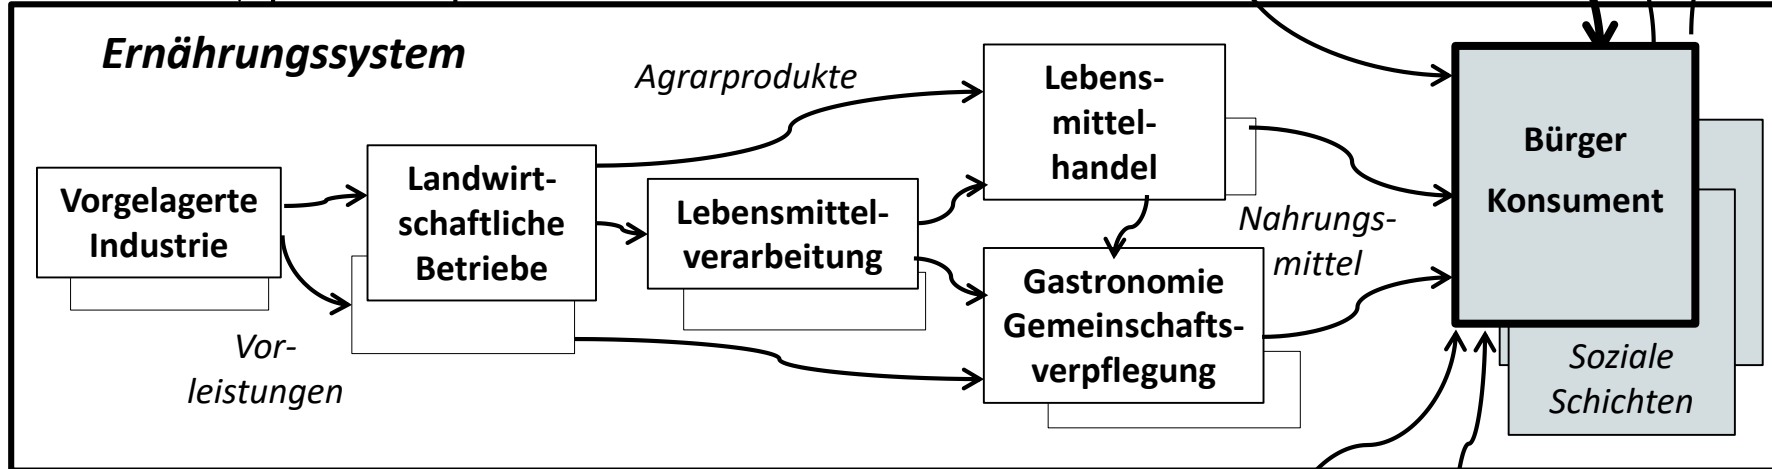 Ernährungssystem
Agrarprodukte
Vorgelagerte
Industrie
Vor-
leistungen
Landwirt-
schaftliche
Betriebe
Lebensmittel-
verarbeitung
Lebens-
mittel-
handel
Gastronomie
Gemeinschafts-
verpflegung
Nahrungs-
mittel
Bürger
Konsument
Soziale
Schichten